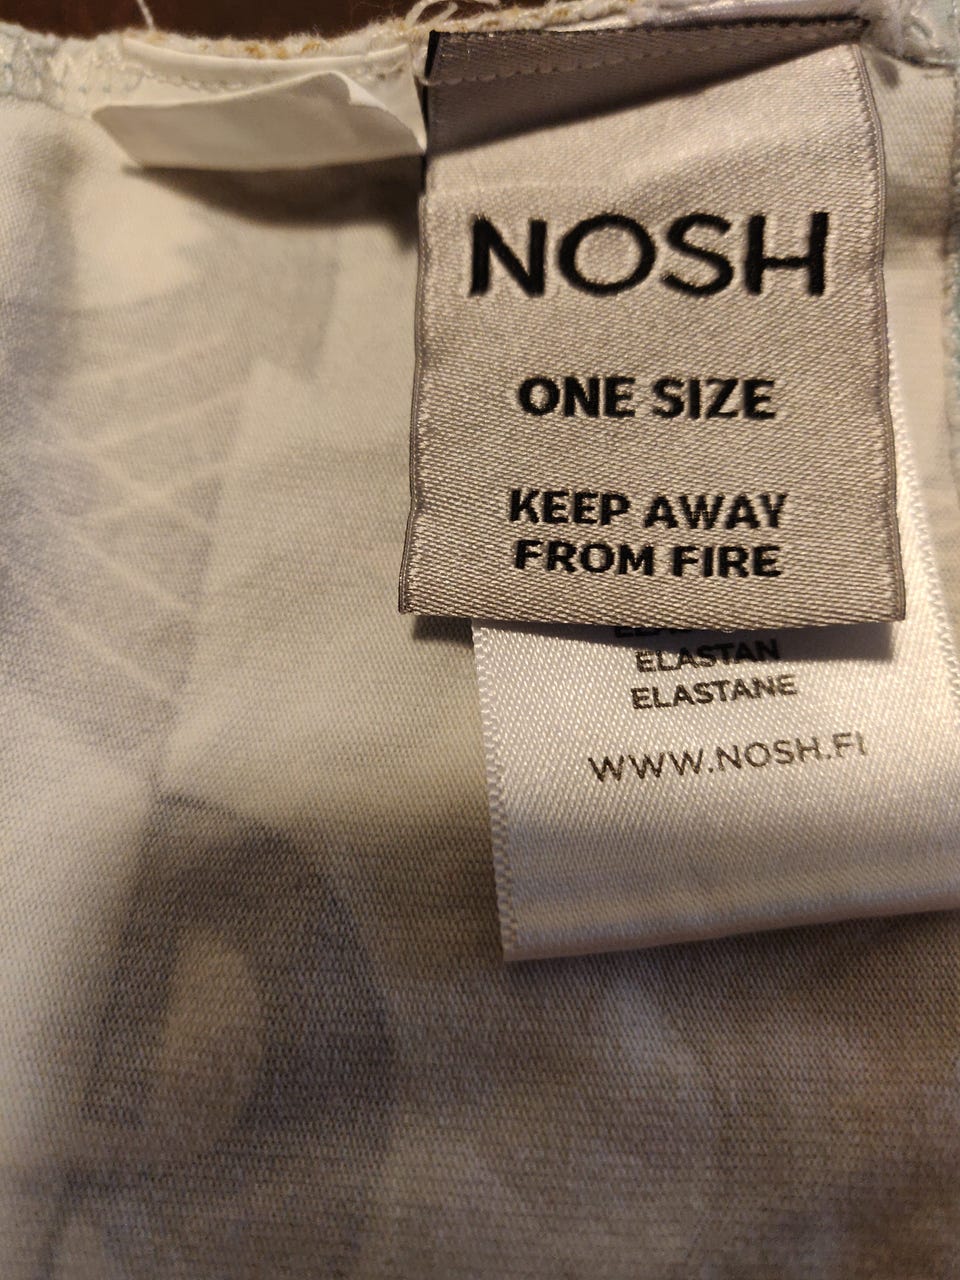 NOSH
ONE SIZE
KEEP AWAY
FROM FIRE
ELASTAN
ELASTANE
WWW.NOSH.FI